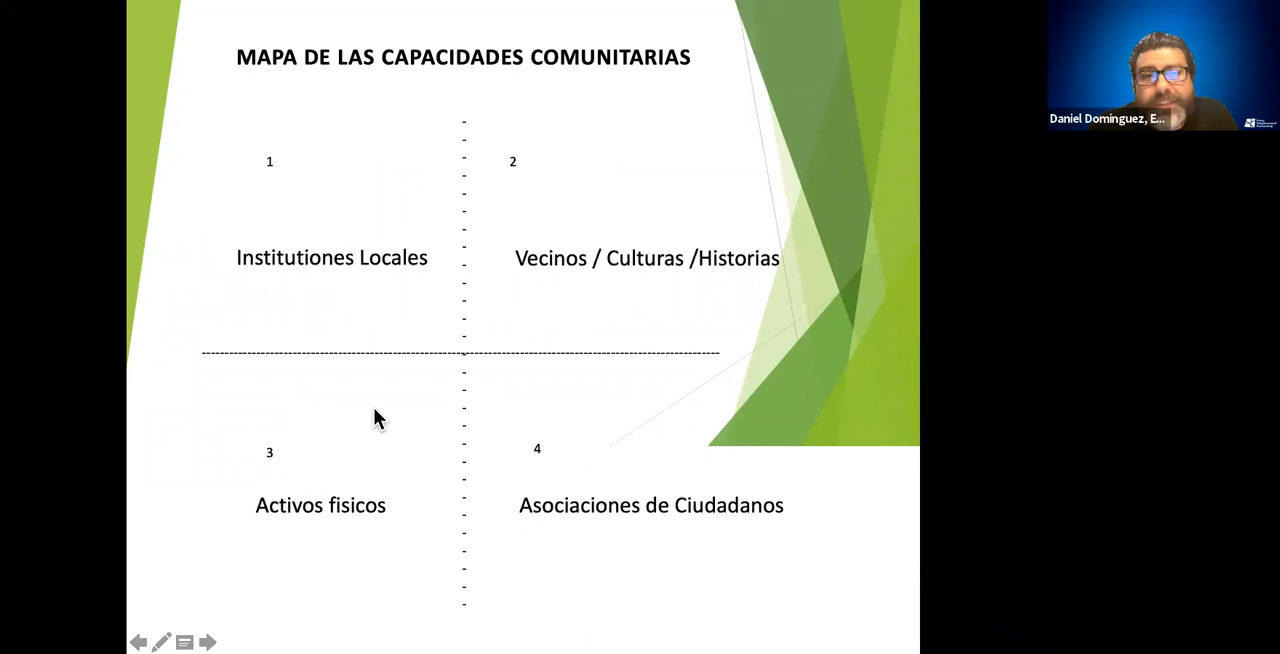 MAPA DE LAS CAPACIDADES COMUNITARIAS
1
2
Institutiones Locales
Vecinos / Culturas /Historias
3
4
Activos fisicos
Asociaciones de Ciudadanos
Daniel Dominguez, E...